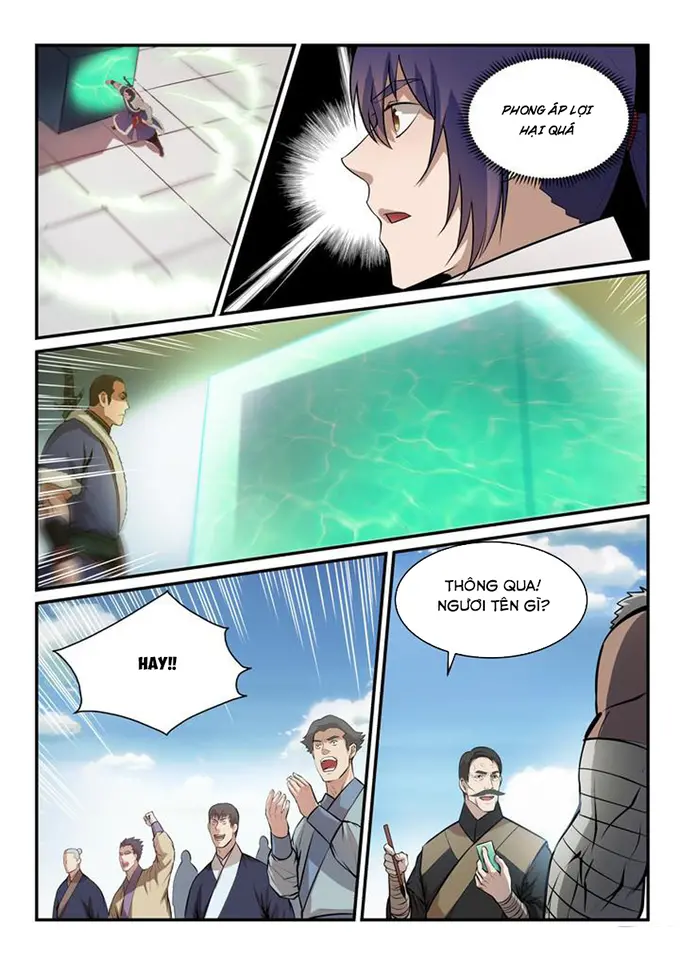 PHONG ÁP LỢI
HẠI QUÁ
HAY!!
THÔNG QUA!
NGƯƠI TÊN GÌ?